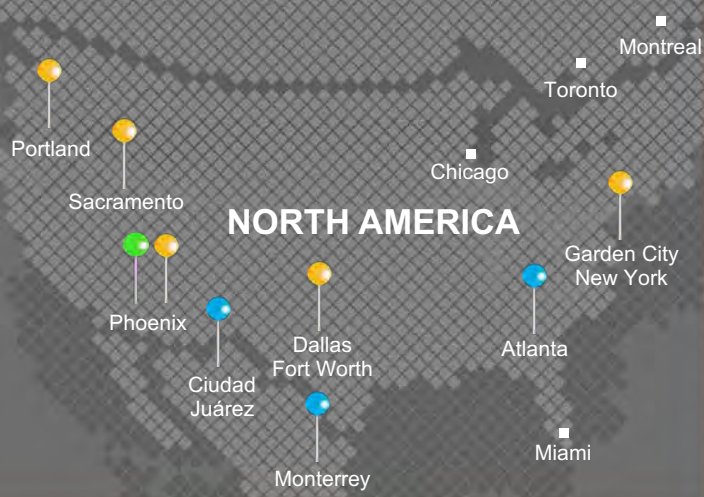 Montreal
Toronto
Portland
Chicago
Sacramento
NORTH AMERICA
Garden City
New York
Phoenix
Dallas
Fort Worth
Atlanta
Ciudad
Juárez
Miami
Monterrey